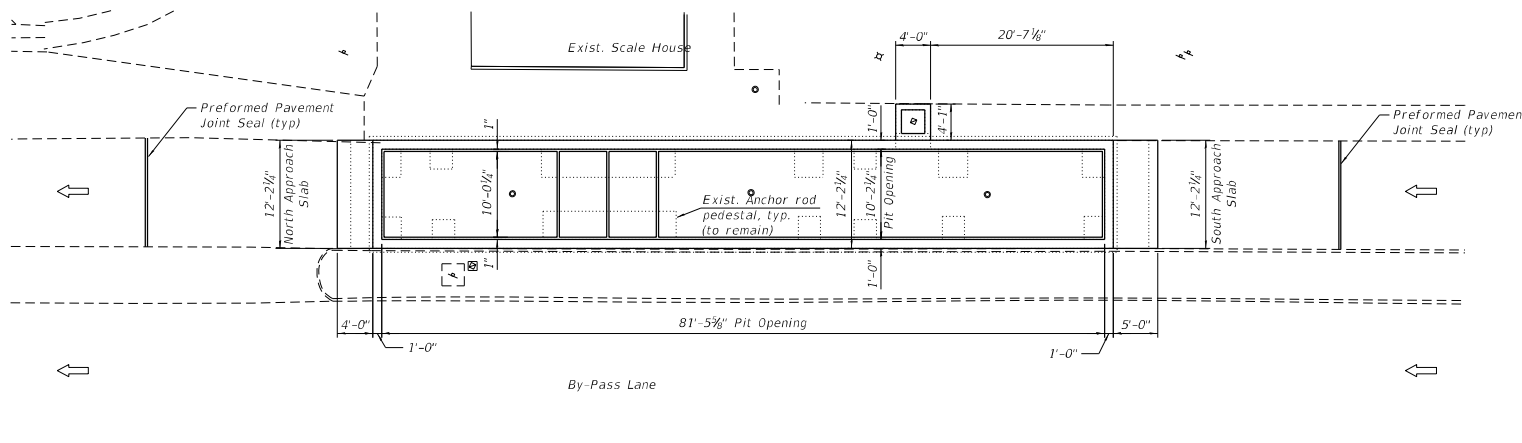 Exist. Scale House
4'-0"
20'-7⅛"
Preformed Pavement
Joint Seal (typ)
Preformed Pavemen
Joint Seal (typ)
1"
1'-0"
4'-1"
12'-2¼"
North Approach
Slab
10'-0¼"
Exist. Anchor rod
pedestal, typ.
(to remain)
12'-2¼"
10'-2¼"
Pit Opening
12'-2¼"
South Approach
Slab
1"
1'-0"
4'-0"
81'-5⅝" Pit Opening
5'-0"
1'-0"
1'-0"
By-Pass Lane